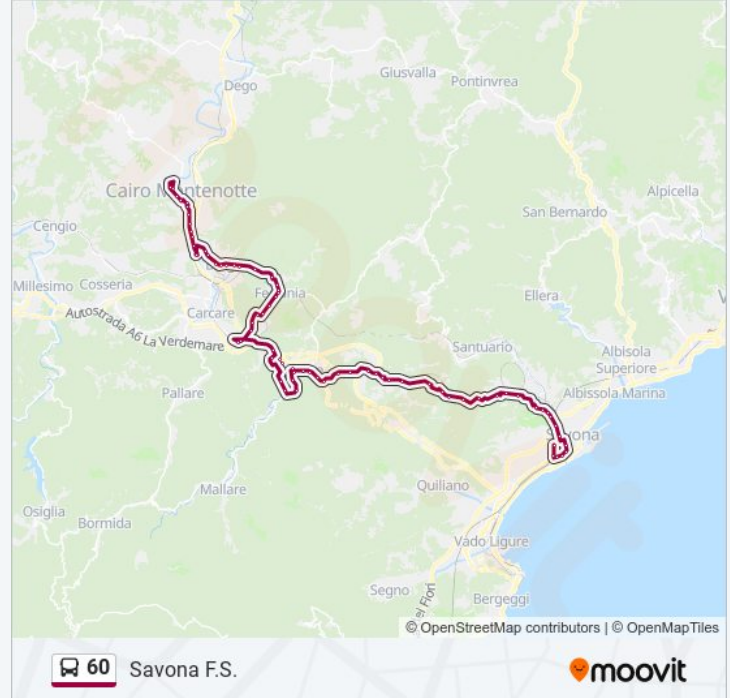 Giusvalla
Pontinvrea
Dego
Cairo Montenotte
Alpicella
San Bernardo
Cengio
Millesimo
Cosseria
Ferrania
Ellera
Carcare
Autostrada A6 La Verdemare
Santuario
Albisola
Superiore
Pallare
Albissola Marina
Savona
Quiliano
Mallare
Osiglia
Bormida
Vado Ligure
Segno
Bergeggi
ei Fiori
© OpenStreetMap contributors | © OpenMapTiles
60 Savona F.S.
moovit